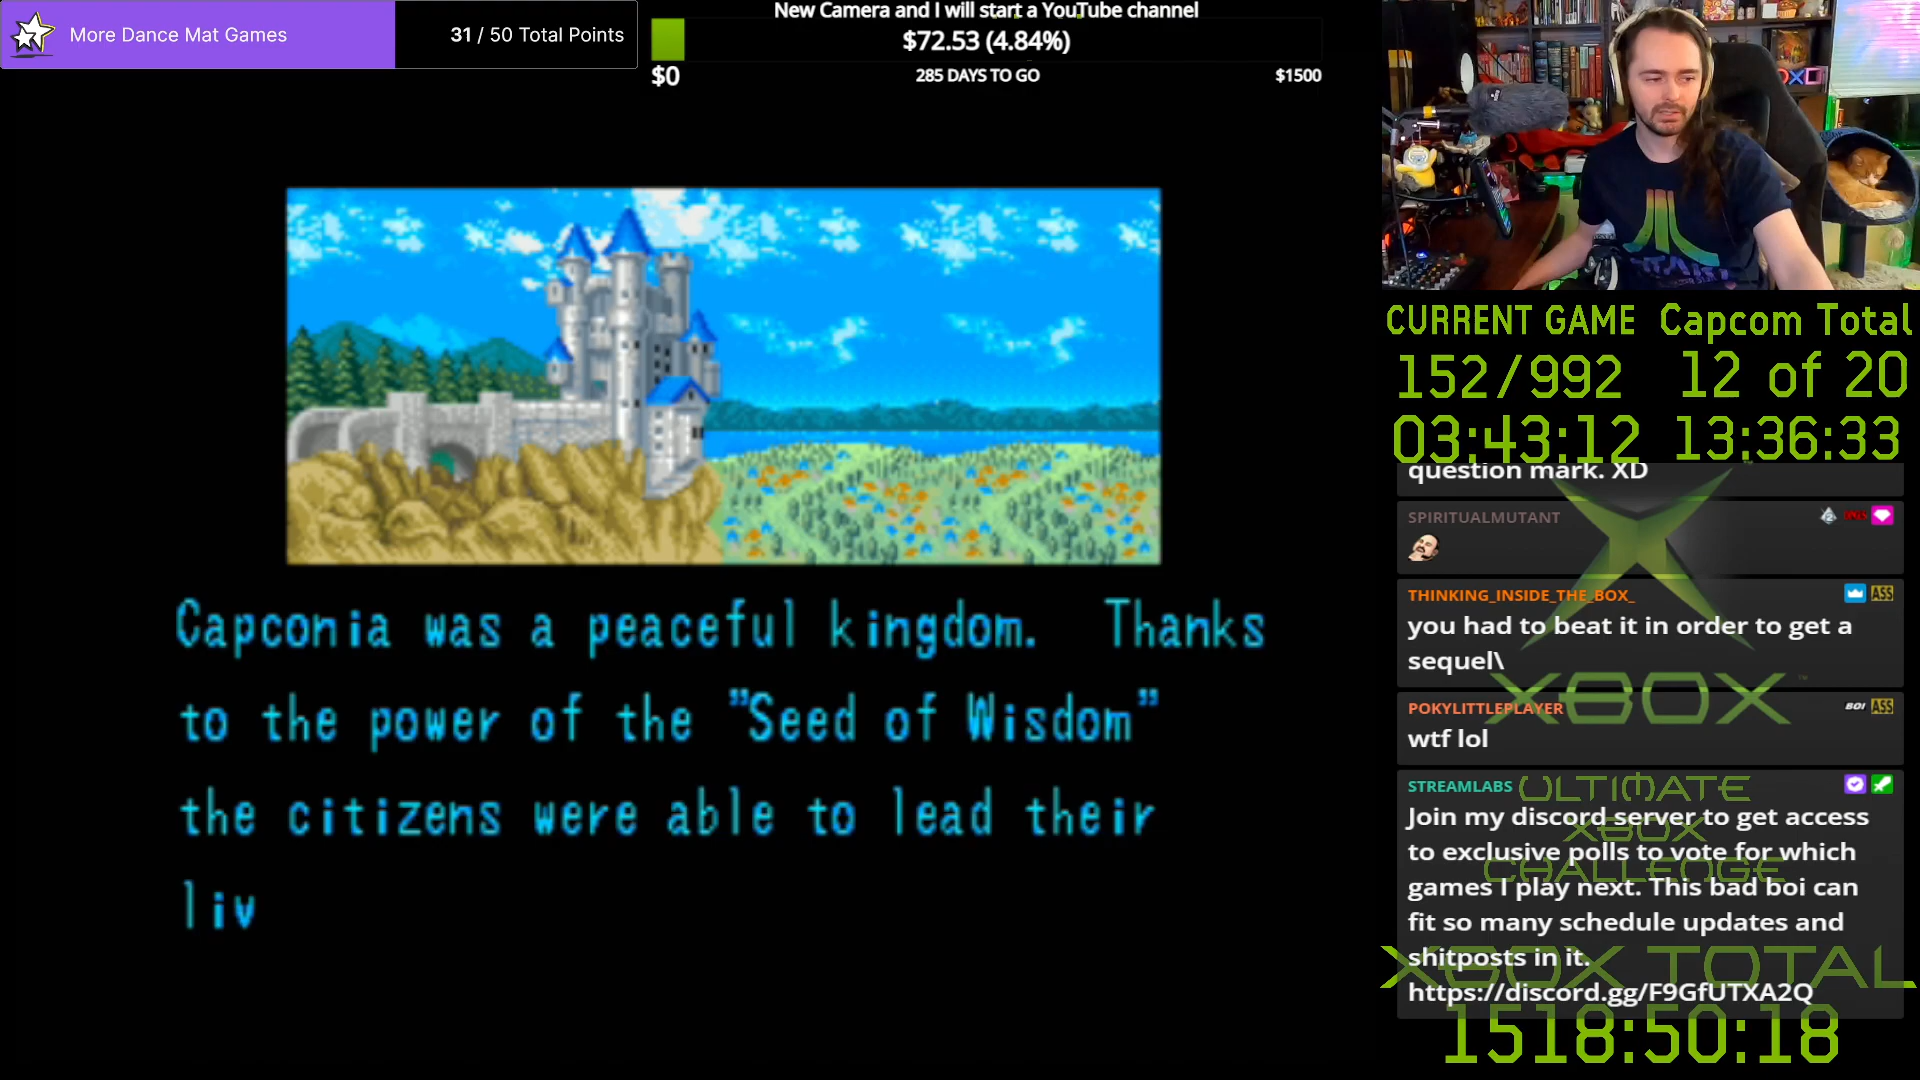 More Dance Mat Games
31 / 50 Total Points
New Camera and I will start a YouTube channel
$72.53 (4.84%)
$0
285 DAYS TO GO
$1500
Capconia was a peaceful kingdom. Thanks
to the power of the "Seed of Wisdom"
the citizens were able to lead their
liv
CURRENT GAME
Capcom Total
152/992
12 of 20
03:43:12
13:36:33
question mark. XD
SPIRITUALMUTANT
THINKING_INSIDE_THE_BOX_
ASS
you had to beat it in order to get a
sequel\
XBOX
POKYLITTLEPLAYER
BOI
ASS
wtf lol
STREAMLABS
Join my discord server to get access
to exclusive polls to vote for which
games I play next. This bad boi can
fit so many schedule updates and
shitposts in it.
https://discord.gg/F9GfUTXA2Q
ULTIMATE
XBOX
CHALLENGE
XBOX TOTAL
1518:50:18